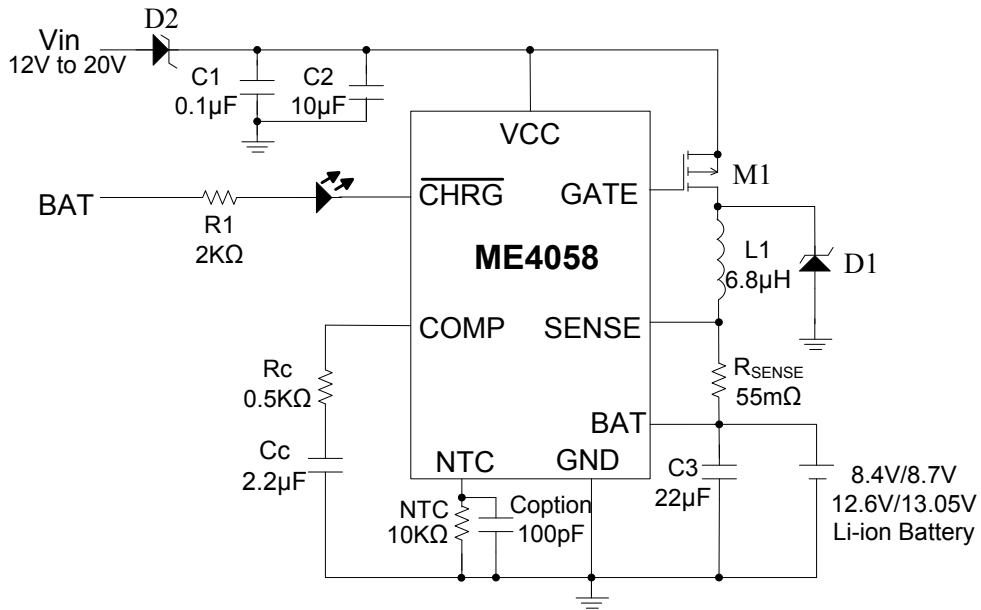 D2
Vin
12V to 20V
C1
0.1µF
C2
10µF
VCC
M1
BAT
R1
2KΩ
CHRG
GATE
ME4058
L1
6.8µH
D1
COMP
SENSE
Rc
0.5KΩ
RSENSE
55mΩ
Cc
2.2µF
BAT
NTC
GND
C3
22µF
8.4V/8.7V
12.6V/13.05V
Li-ion Battery
NTC
10KΩ
Coption
100pF